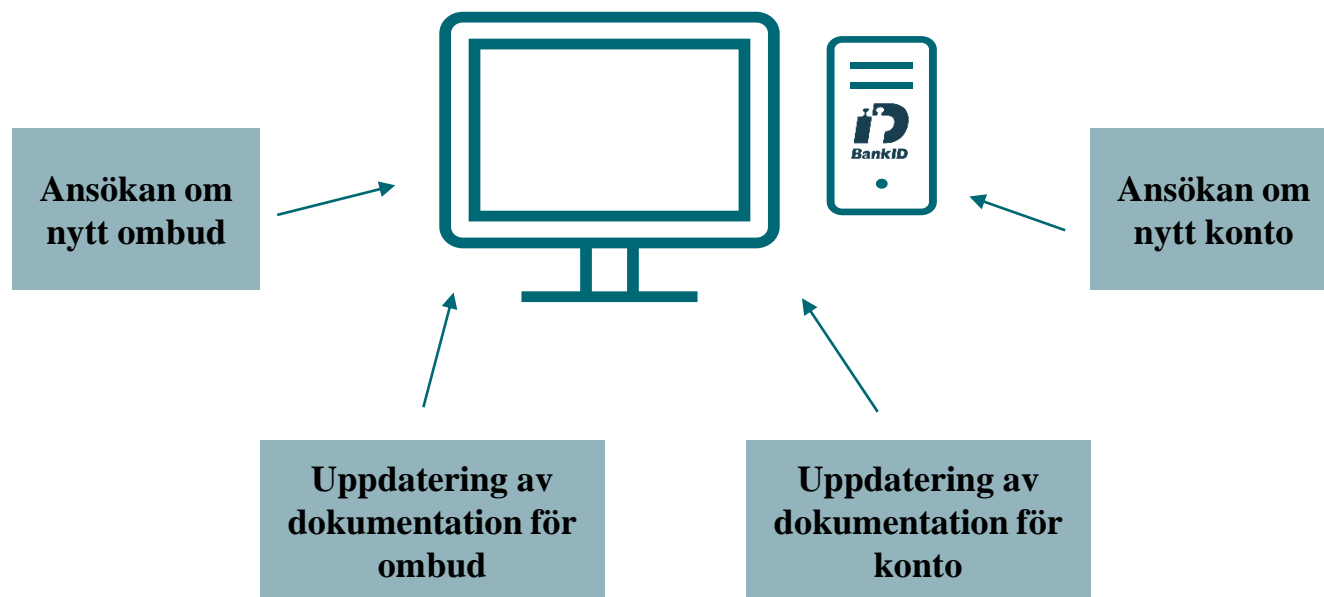 iD
BankID
Ansökan om
nytt ombud
Ansökan om
nytt konto
Uppdatering av
dokumentation för
ombud
Uppdatering av
dokumentation för
konto